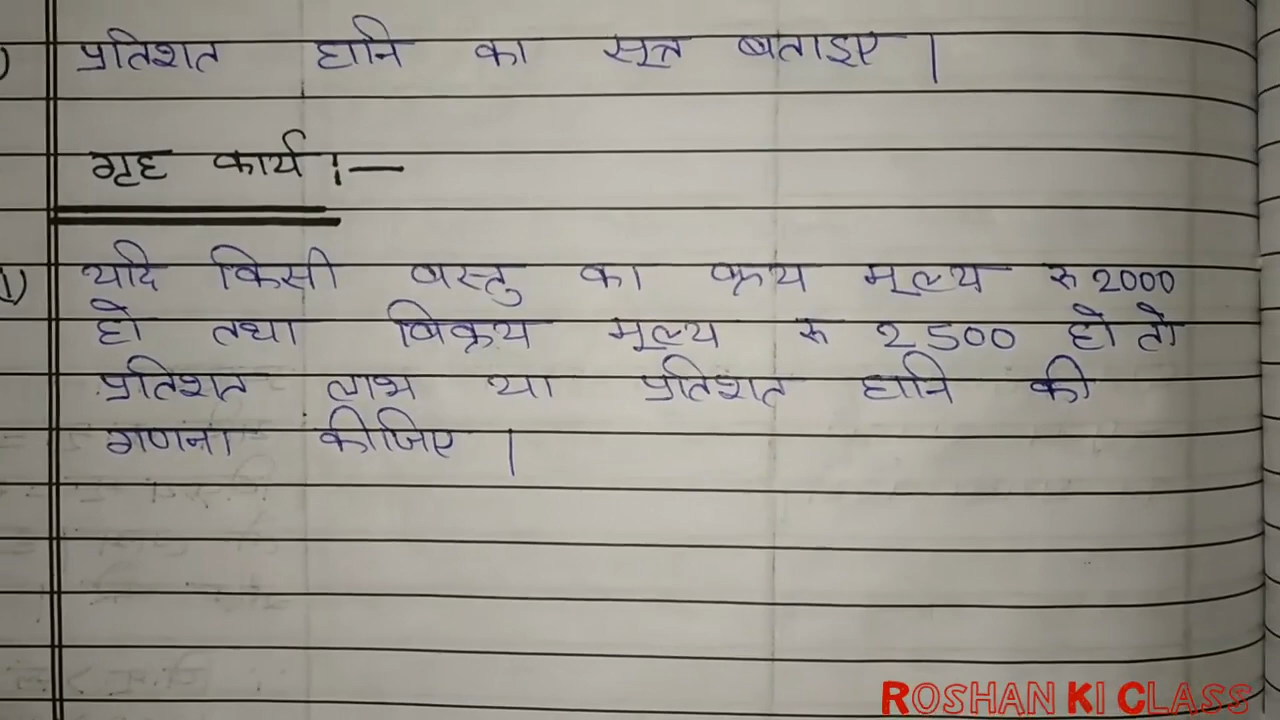 ) प्रतिशत हानि का सूत्र बताइए |
गृह कार्य :—
1) यदि किसी वस्तु का क्रय मूल्य रु 2000
हो तथा विक्रय मूल्य रु 2500 हो तो
प्रतिशत लाभ या प्रतिशत हानि की
गणना कीजिए |
ROSHAN KI CLASS